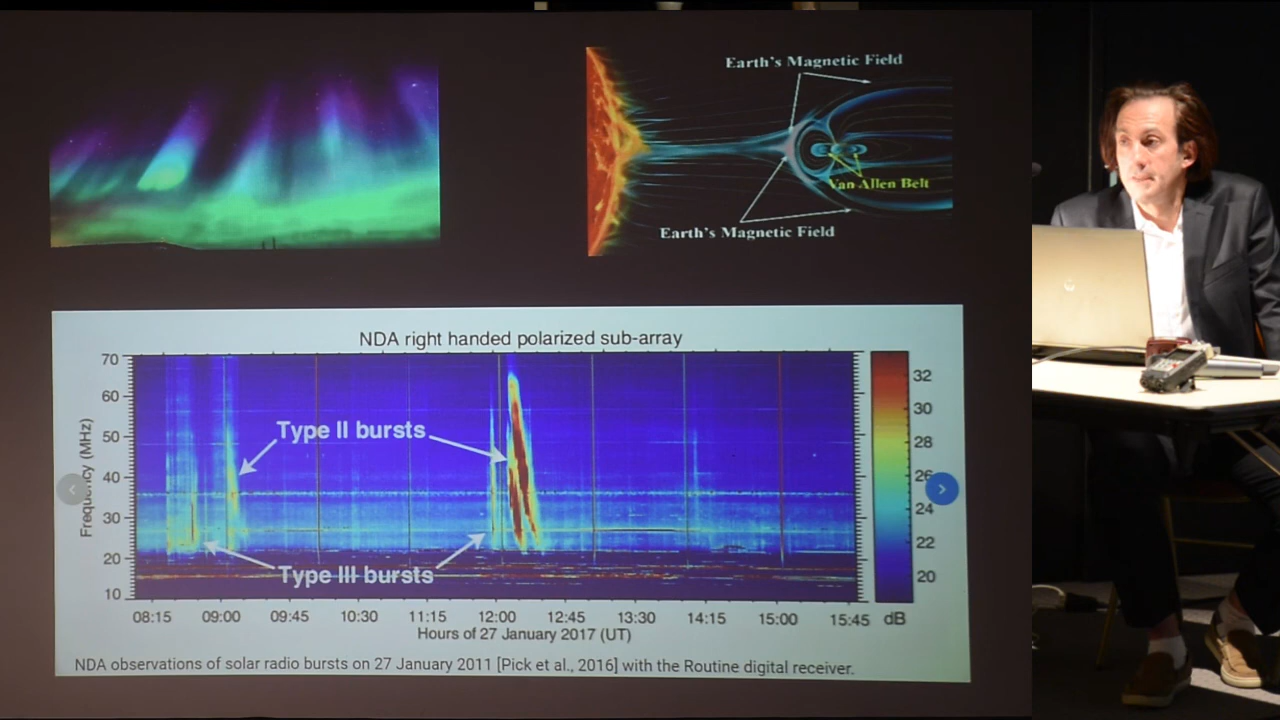 Earth's Magnetic Field
Van Allen Belt
Earth's Magnetic Field
NDA right handed polarized sub-array
Frequency (MHz)
70
60
50
40
30
20
10
Type II bursts
Type III bursts
32
30
28
26
24
22
20
dB
08:15 09:00 09:45 10:30 11:15 12:00 12:45 13:30 14:15 15:00 15:45
Hours of 27 January 2017 (UT)
NDA observations of solar radio bursts on 27 January 2011 [Pick et al., 2016] with the Routine digital receiver.